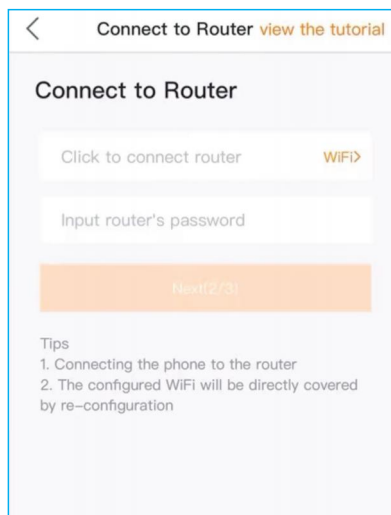 Connect to Router view the tutorial
Connect to Router
Click to connect router WiFi>
Input router's password
Next(2/3)
Tips
1. Connecting the phone to the router
2. The configured WiFi will be directly covered
by re-configuration